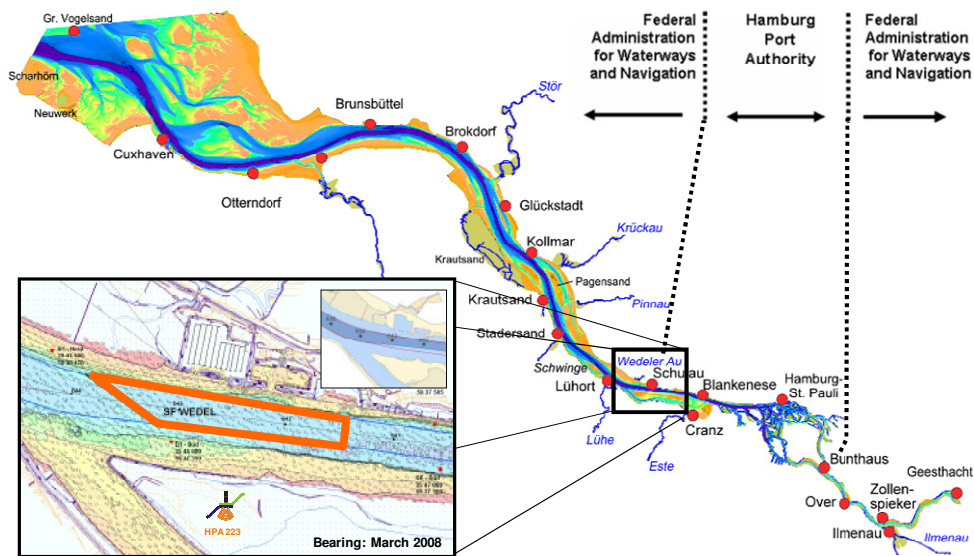 Gr. Vogelsand
Scharhörn
Neuwerk
Cuxhaven
Otterndorf
Brunsbüttel
Brokdorf
Stör
Glückstadt
Kollmar
Krückau
Krautsand
Pagensand
Krautsand
Pinnau
Stadersand
Schwinge
Lühort
Wedeler Au
Schulau
Blankenese
Hamburg-
St. Pauli
Cranz
Lühe
Este
Bunthaus
Geesthacht
Over
Zollen-
spieker
Ilmenau
Ilmenau
Federal
Administration
for Waterways
and Navigation
Hamburg
Port
Authority
Federal
Administration
for Waterways
and Navigation
SF WEDEL
HPA 223
Bearing: March 2008